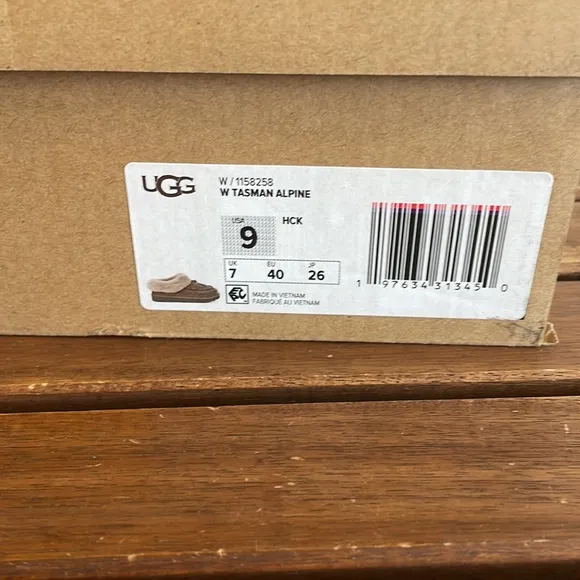 UGG
W / 1158258
W TASMAN ALPINE
USA
9
HCK
UK EU JP
7 40 26
MADE IN VIETNAM
FABRIQUÉ AU VIETNAM
1 97634 31345 0